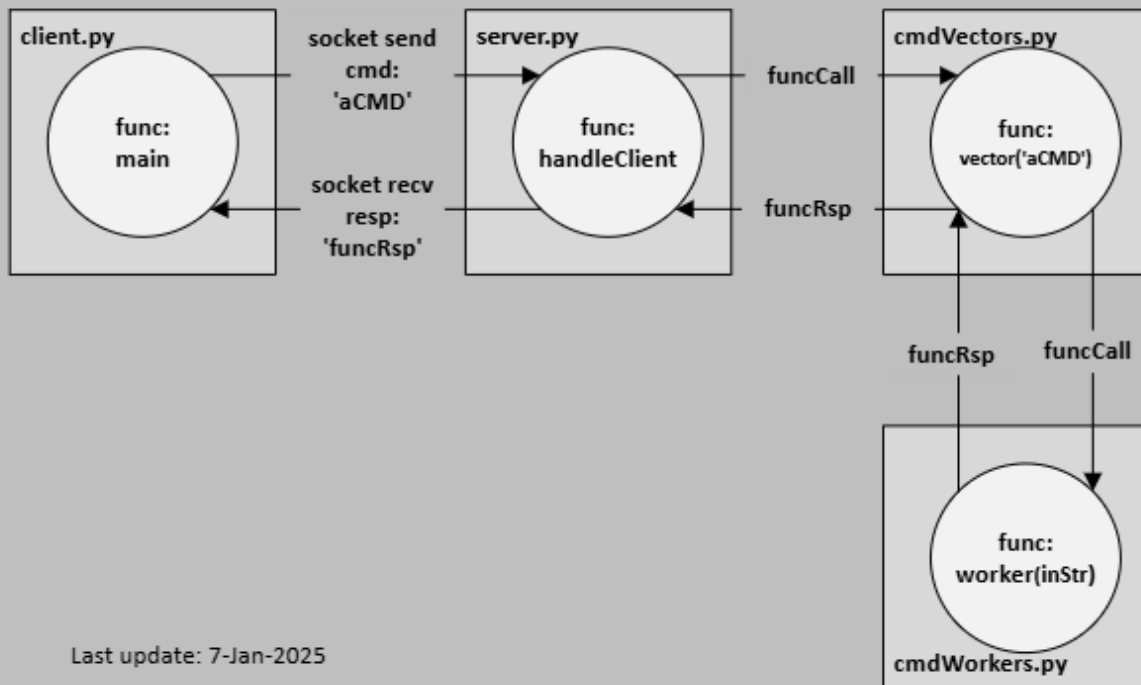 client.py
func:
main
socket send
cmd:
'aCMD'
socket recv
resp:
'funcRsp'
server.py
func:
handleClient
funcCall
funcRsp
cmdVectors.py
func:
vector('aCMD')
funcRsp
funcCall
func:
worker(inStr)
cmdWorkers.py
Last update: 7-Jan-2025